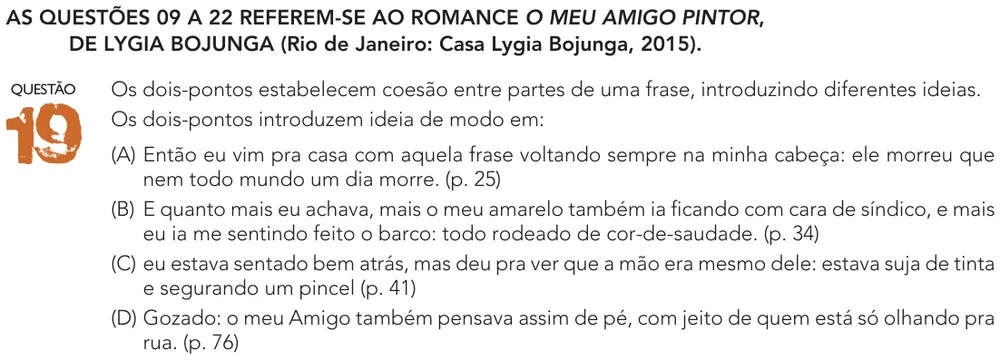 AS QUESTÕES 09 A 22 REFEREM-SE AO ROMANCE O MEU AMIGO PINTOR,
DE LYGIA BOJUNGA (Rio de Janeiro: Casa Lygia Bojunga, 2015).
QUESTÃO
19
Os dois-pontos estabelecem coesão entre partes de uma frase, introduzindo diferentes ideias.
Os dois-pontos introduzem ideia de modo em:
(A) Então eu vim pra casa com aquela frase voltando sempre na minha cabeça: ele morreu que
nem todo mundo um dia morre. (p. 25)
(B) E quanto mais eu achava, mais o meu amarelo também ia ficando com cara de síndico, e mais
eu ia me sentindo feito o barco: todo rodeado de cor-de-saudade. (p. 34)
(C) eu estava sentado bem atrás, mas deu pra ver que a mão era mesmo dele: estava suja de tinta
e segurando um pincel (p. 41)
(D) Gozado: o meu Amigo também pensava assim de pé, com jeito de quem está só olhando pra
rua. (p. 76)